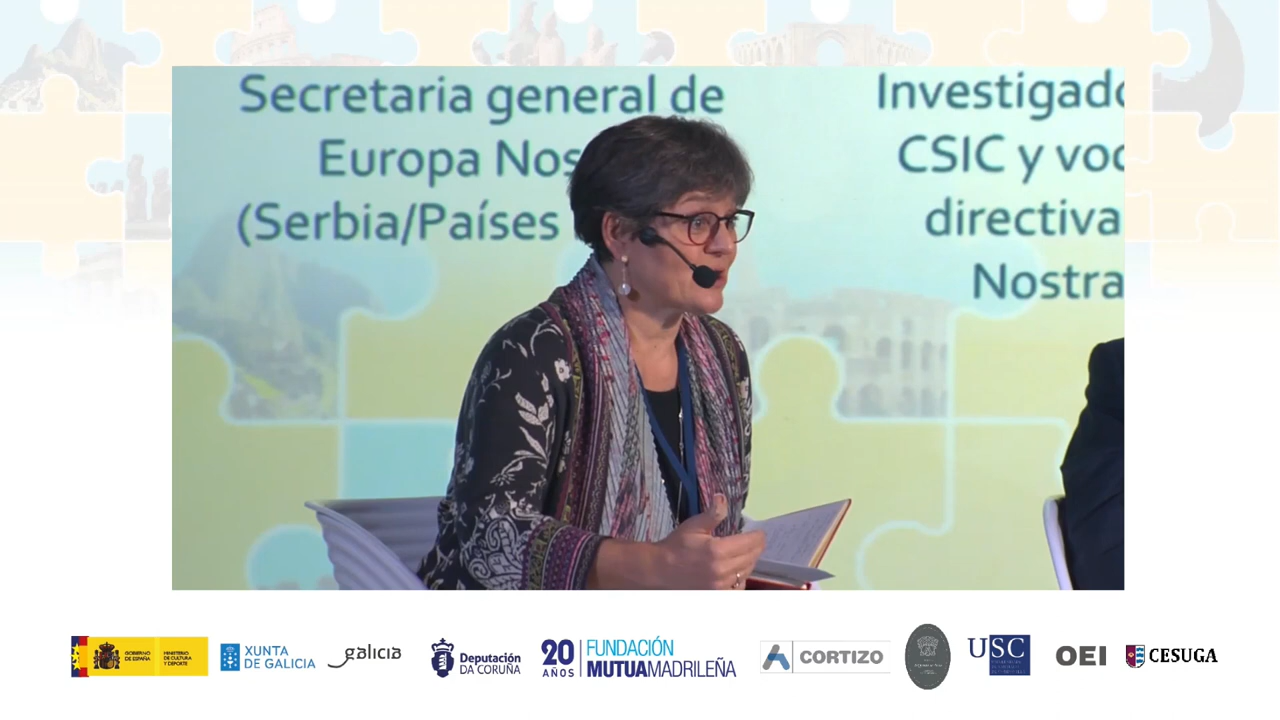 Secretaria general de
Europa Nos
(Serbia/Países
Investigado
CSIC y voc
directiva
Nostra
GOBIERNO
DE ESPAÑA
MINISTERIO
DE CULTURA
Y DEPORTE
XUNTA
DE GALICIA
galicia
Deputación
DA CORUÑA
20
AÑOS
FUNDACIÓN
MUTUAMADRILEÑA
CORTIZO
USC
OEI
CESUGA